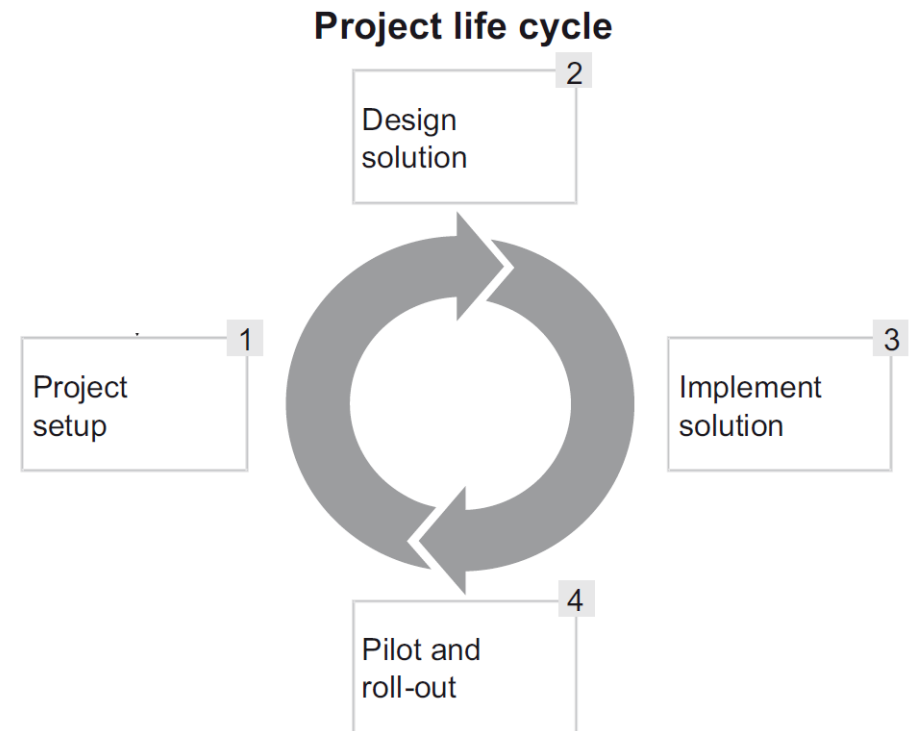 Project life cycle
2
Design
solution
1
Project
setup
3
Implement
solution
4
Pilot and
roll-out